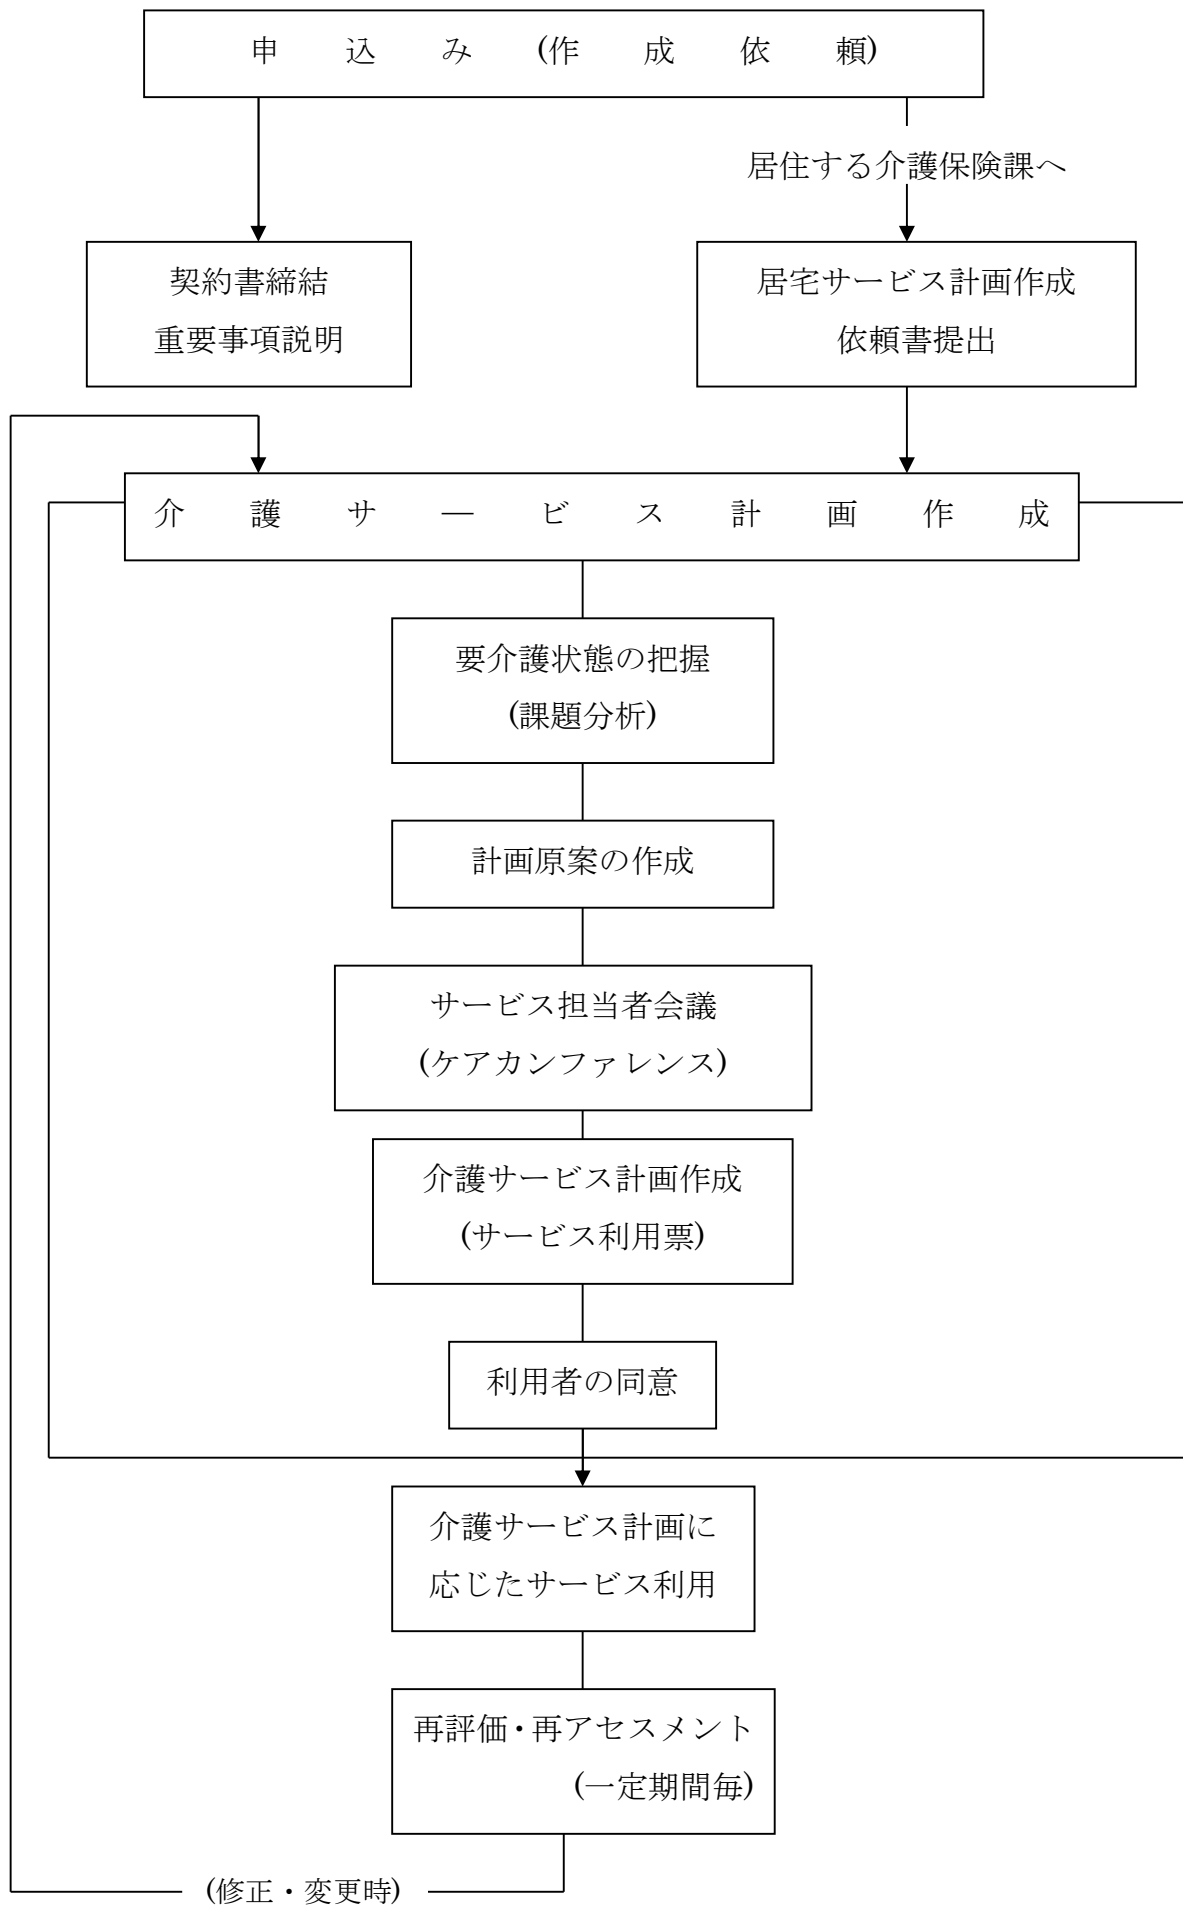 申込み(作成依頼)
居住する介護保険課へ
契約書締結
重要事項説明
居宅サービス計画作成
依頼書提出
介護サービス計画作成
要介護状態の把握
(課題分析)
計画原案の作成
サービス担当者会議
(ケアカンファレンス)
介護サービス計画作成
(サービス利用票)
利用者の同意
介護サービス計画に
応じたサービス利用
再評価・再アセスメント
(一定期間毎)
(修正・変更時)